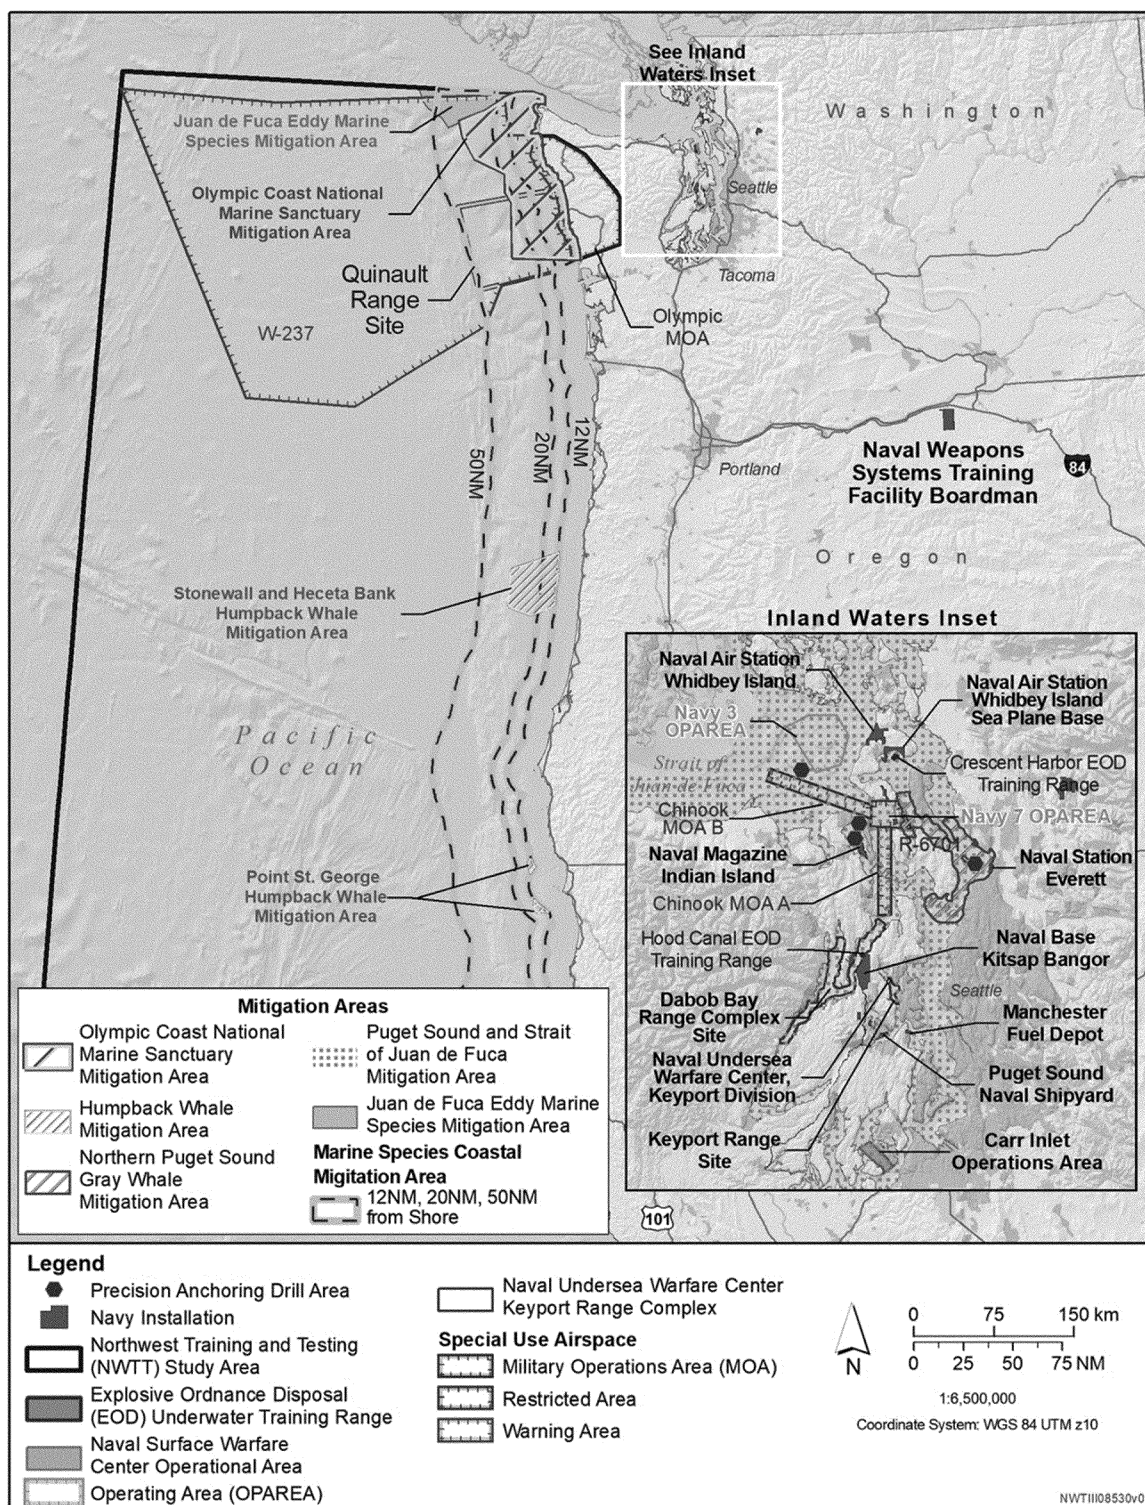 See Inland
Waters Inset
Washington
Juan de Fuca Eddy Marine
Species Mitigation Area
Olympic Coast National
Marine Sanctuary
Mitigation Area
Seattle
Tacoma
Quinault
Range
Site
W-237
Olympic
MOA
12NM
20NM
50NM
Portland
Naval Weapons
Systems Training
Facility Boardman
84
Oregon
Stonewall and Heceta Bank
Humpback Whale
Mitigation Area
Pacific
Ocean
Point St. George
Humpback Whale
Mitigation Area
Inland Waters Inset
Naval Air Station
Whidbey Island
Naval Air Station
Whidbey Island
Sea Plane Base
Navy 3
OPAREA
Strait of
Juan de Fuca
Crescent Harbor EOD
Training Range
Chinook
MOA B
Navy 7 OPAREA
R-6701
Naval Magazine
Indian Island
Naval Station
Everett
Chinook MOA A
Hood Canal EOD
Training Range
Naval Base
Kitsap Bangor
Seattle
Dabob Bay
Range Complex
Site
Manchester
Fuel Depot
Naval Undersea
Warfare Center,
Keyport Division
Puget Sound
Naval Shipyard
Keyport Range
Site
Carr Inlet
Operations Area
101
Mitigation Areas
Olympic Coast National
Marine Sanctuary
Mitigation Area
Humpback Whale
Mitigation Area
Northern Puget Sound
Gray Whale
Mitigation Area
Puget Sound and Strait
of Juan de Fuca
Mitigation Area
Juan de Fuca Eddy Marine
Species Mitigation Area
Marine Species Coastal
Migitation Area
12NM, 20NM, 50NM
from Shore
Legend
Precision Anchoring Drill Area
Navy Installation
Northwest Training and Testing
(NWTT) Study Area
Explosive Ordnance Disposal
(EOD) Underwater Training Range
Naval Surface Warfare
Center Operational Area
Operating Area (OPAREA)
Naval Undersea Warfare Center
Keyport Range Complex
Special Use Airspace
Military Operations Area (MOA)
Restricted Area
Warning Area
N
0 75 150 km
0 25 50 75 NM
1:6,500,000
Coordinate System: WGS 84 UTM z10
NWTIII08530v0